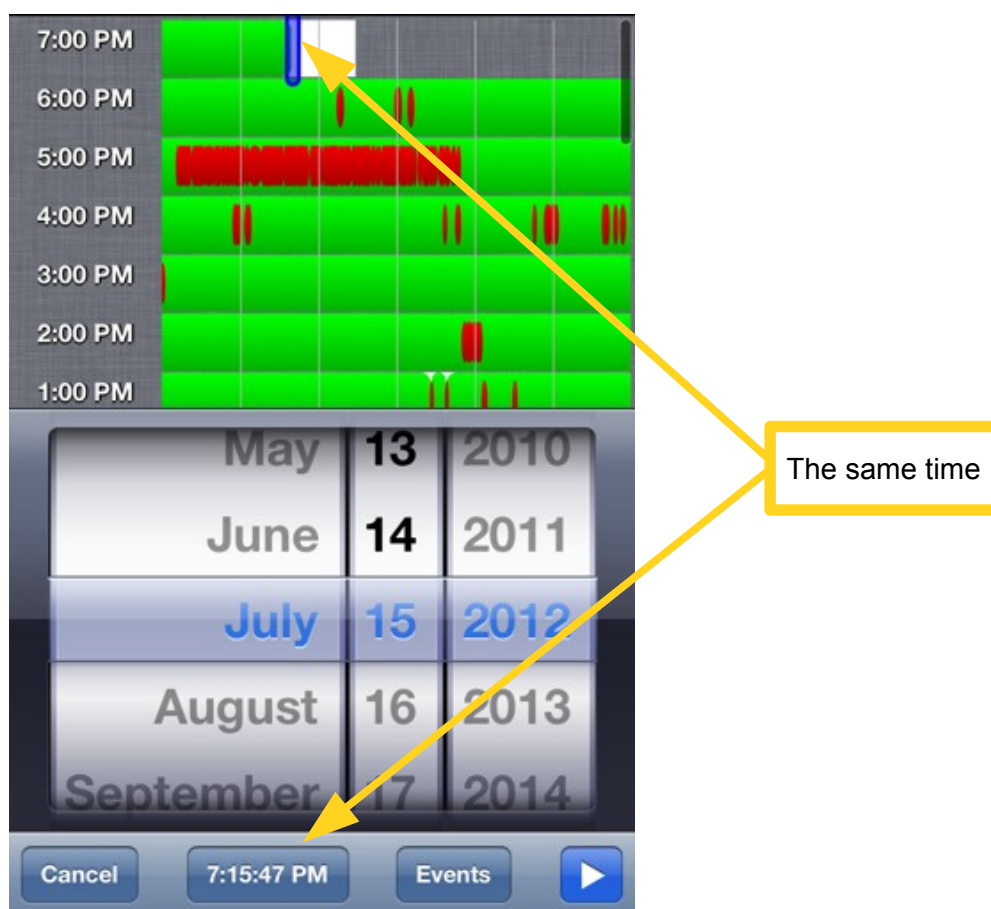 7:00 PM
6:00 PM
5:00 PM
4:00 PM
3:00 PM
2:00 PM
1:00 PM
The same time
May 13 2010
June 14 2011
July 15 2012
August 16 2013
September 17 2014
Cancel 7:15:47 PM Events